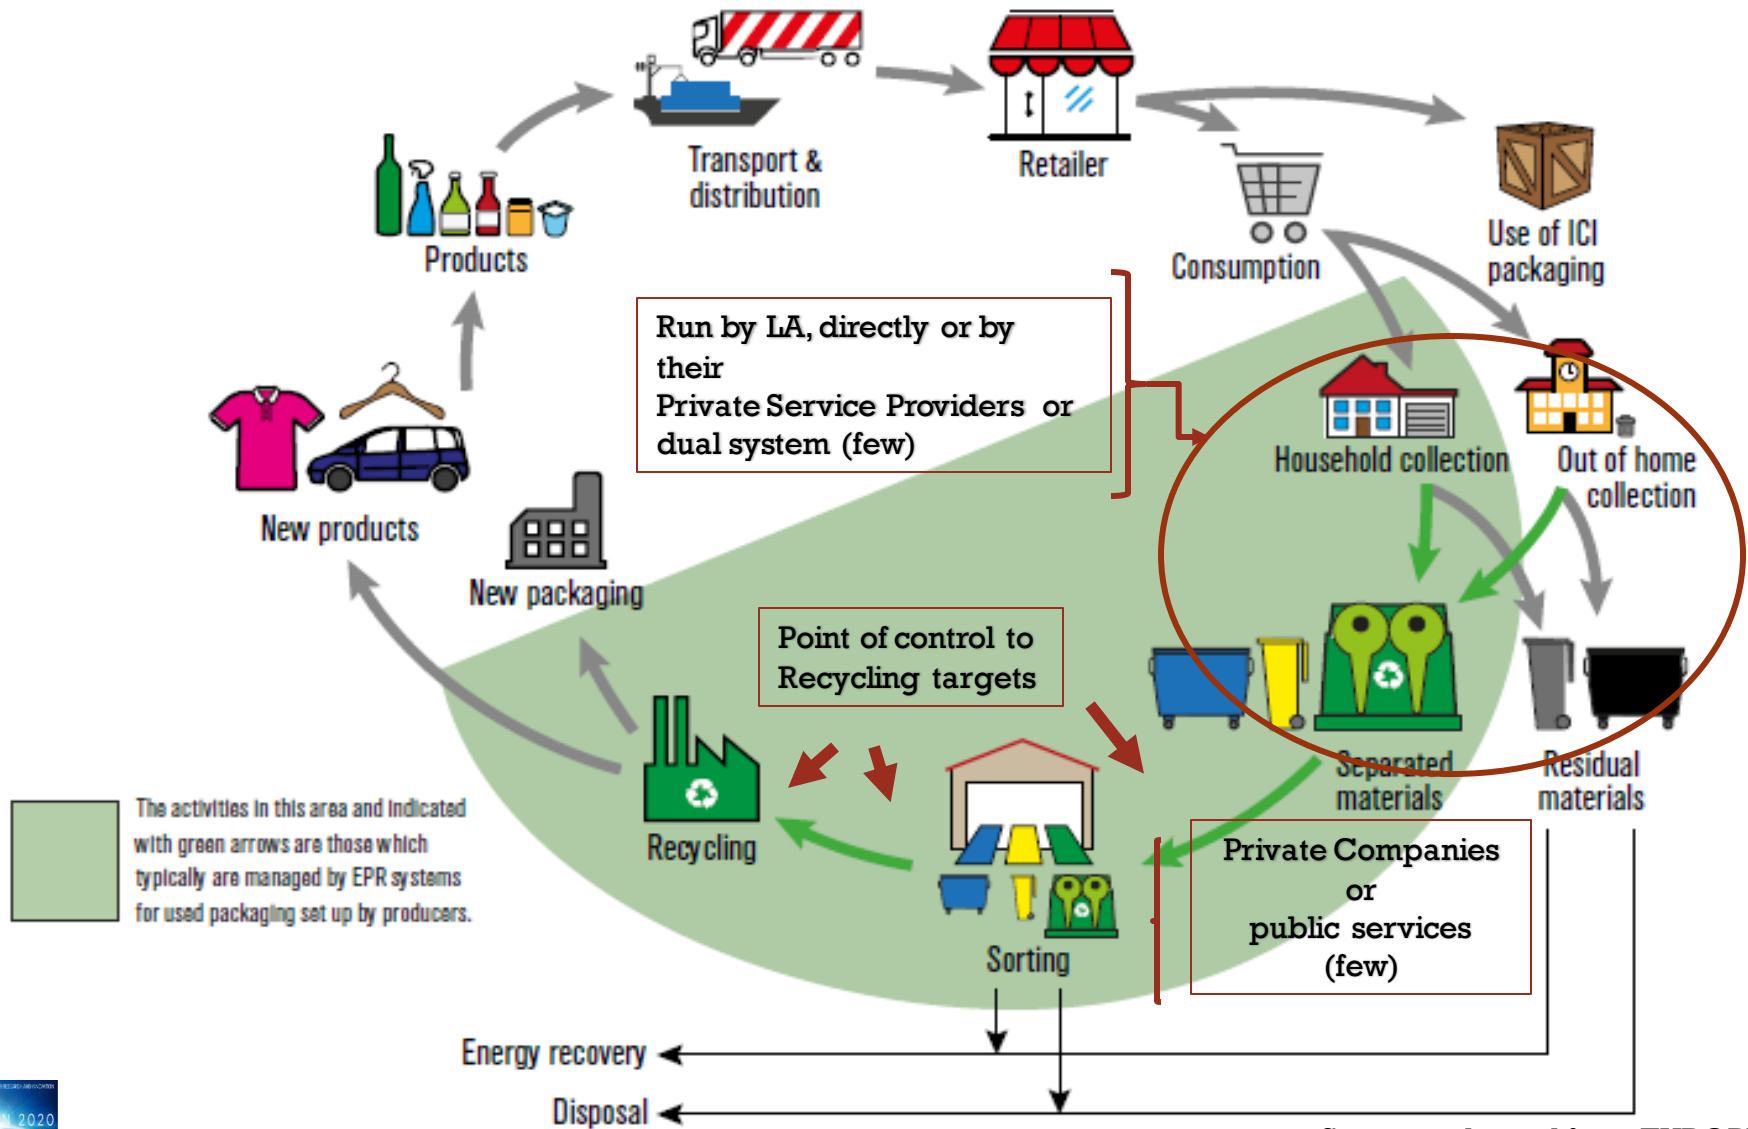 Transport &
distribution
Retailer
Products
Consumption
Use of ICI
packaging
Run by LA, directly or by
their
Private Service Providers or
dual system (few)
Household collection
Out of home
collection
New products
New packaging
Point of control to
Recycling targets
Separated
materials
Residual
materials
Recycling
The activities in this area and indicated
with green arrows are those which
typically are managed by EPR systems
for used packaging set up by producers.
Private Companies
or
public services
(few)
Sorting
Energy recovery
Disposal
2020